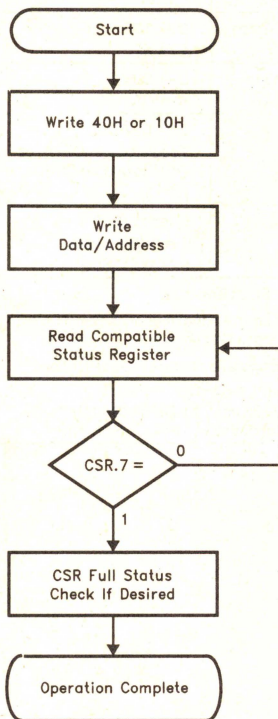 Start
Write 40H or 10H
Write
Data/Address
Read Compatible
Status Register
CSR.7 =
0
1
CSR Full Status
Check If Desired
Operation Complete